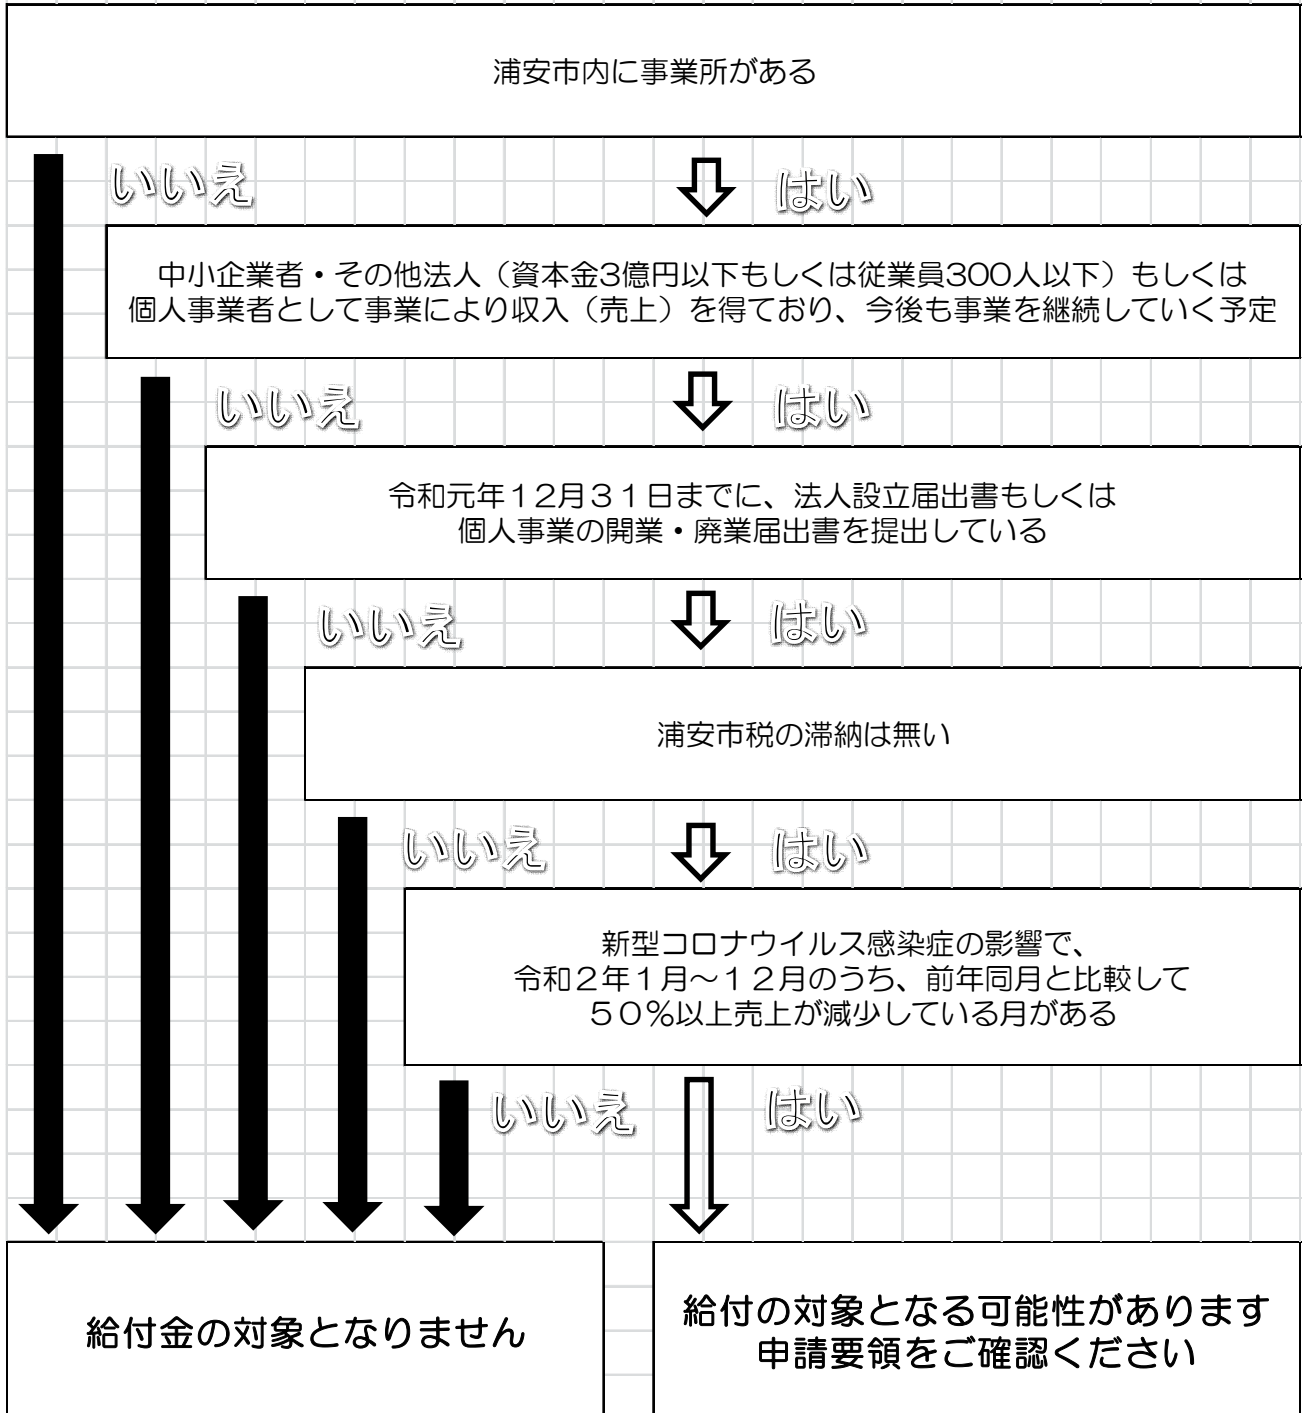 浦安市内に事業所がある
いいえ
はい
中小企業者・その他法人（資本金3億円以下もしくは従業員300人以下）もしくは
個人事業者として事業により収入（売上）を得ており、今後も事業を継続していく予定
いいえ
はい
令和元年１２月３１日までに、法人設立届出書もしくは
個人事業の開業・廃業届出書を提出している
いいえ
はい
浦安市税の滞納は無い
いいえ
はい
新型コロナウイルス感染症の影響で、
令和２年１月～１２月のうち、前年同月と比較して
５０％以上売上が減少している月がある
いいえ
はい
給付金の対象となりません
給付の対象となる可能性があります
申請要領をご確認ください